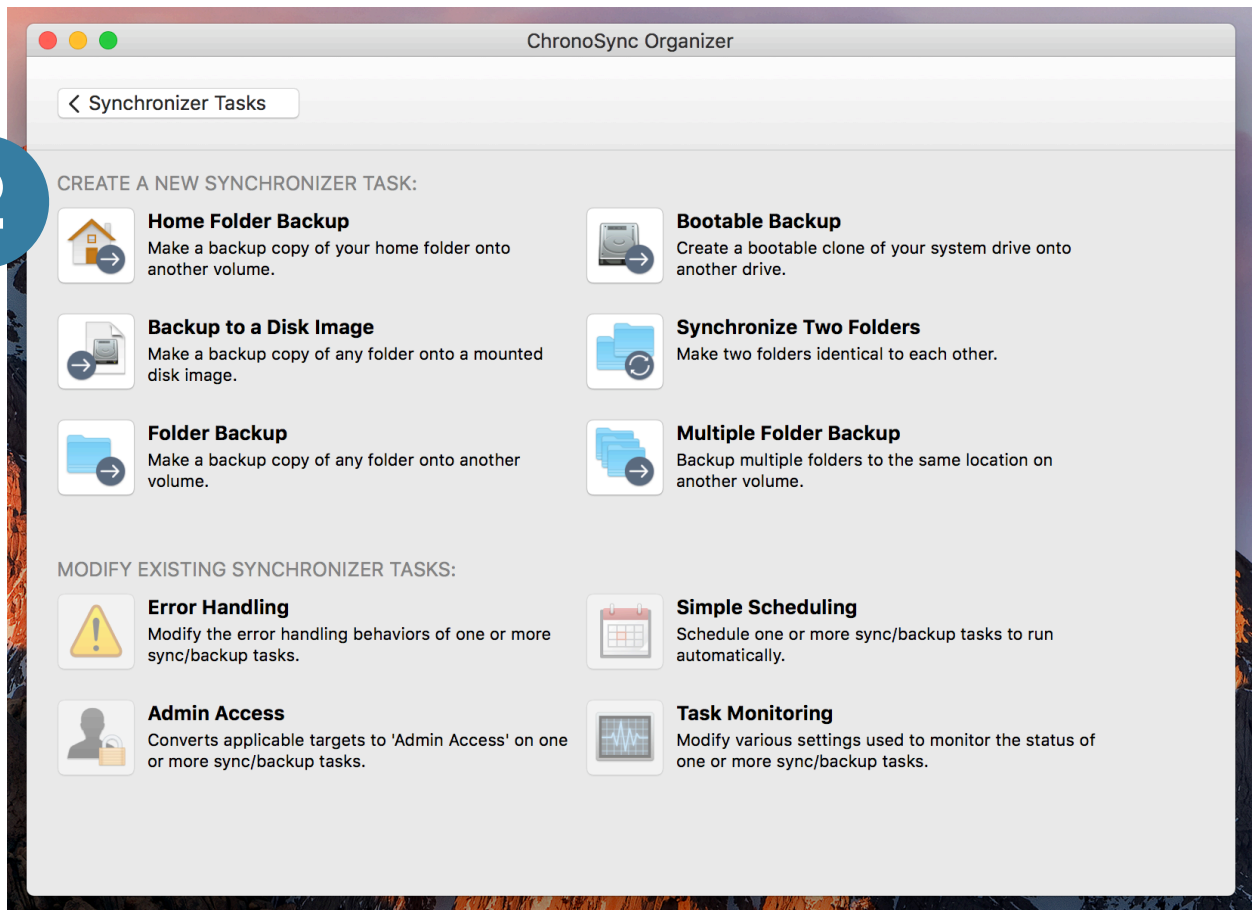 ChronoSync Organizer
Synchronizer Tasks
CREATE A NEW SYNCHRONIZER TASK:
Home Folder Backup
Make a backup copy of your home folder onto
another volume.
Bootable Backup
Create a bootable clone of your system drive onto
another drive.
Backup to a Disk Image
Make a backup copy of any folder onto a mounted
disk image.
Synchronize Two Folders
Make two folders identical to each other.
Folder Backup
Make a backup copy of any folder onto another
volume.
Multiple Folder Backup
Backup multiple folders to the same location on
another volume.
MODIFY EXISTING SYNCHRONIZER TASKS:
Error Handling
Modify the error handling behaviors of one or more
sync/backup tasks.
Simple Scheduling
Schedule one or more sync/backup tasks to run
automatically.
Admin Access
Converts applicable targets to 'Admin Access' on one
or more sync/backup tasks.
Task Monitoring
Modify various settings used to monitor the status of
one or more sync/backup tasks.